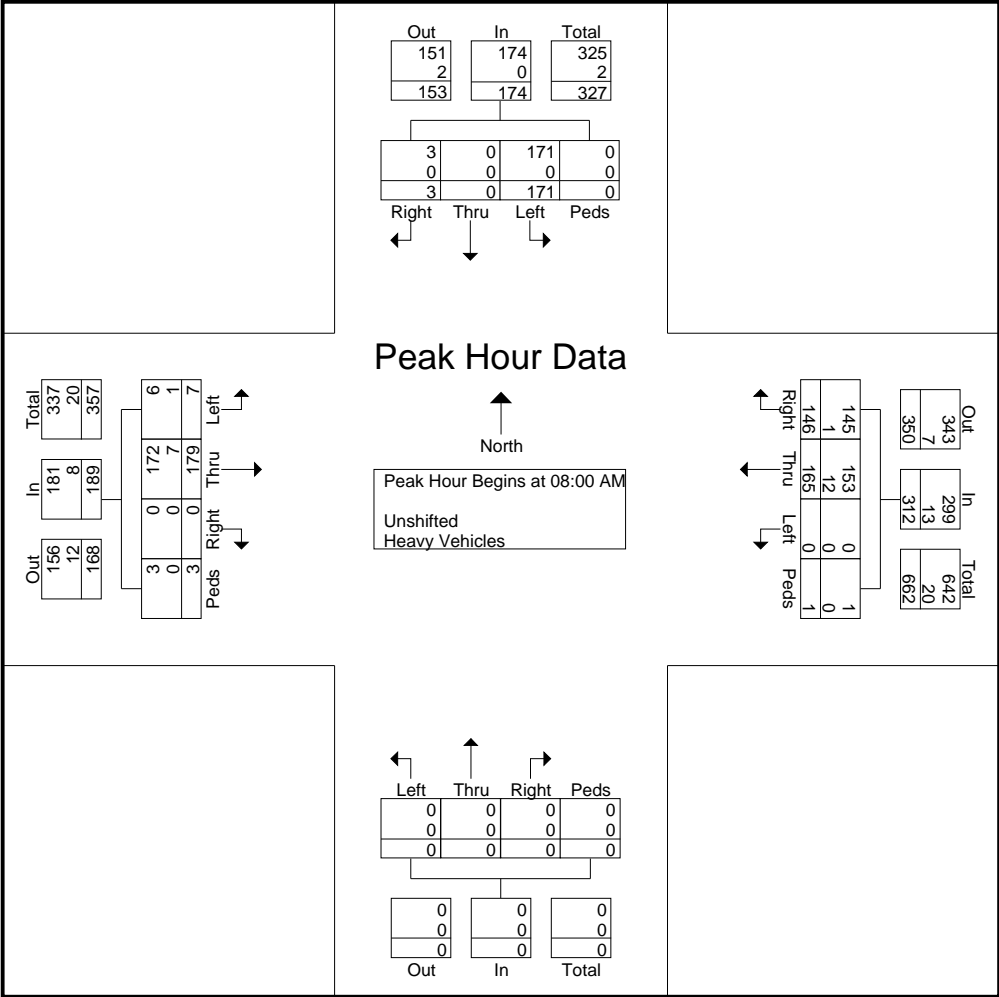 Out In Total
151 174 325
2 0 2
153 174 327
3 0 171 0
0 0 0 0
3 0 171 0
Right Thru Left Peds
Peak Hour Data
North
Peak Hour Begins at 08:00 AM
Unshifted
Heavy Vehicles
Left Thru Right Peds
6 172 0 3
1 7 0 0
7 179 0 3
Total In Out
337 181 156
20 8 12
357 189 168
Right Thru Left Peds
145 153 0 1
1 12 0 0
146 165 0 1
Out In Total
343 299 642
7 13 20
350 312 662
Left Thru Right Peds
0 0 0 0
0 0 0 0
0 0 0 0
0 0 0
0 0 0
0 0 0
Out In Total